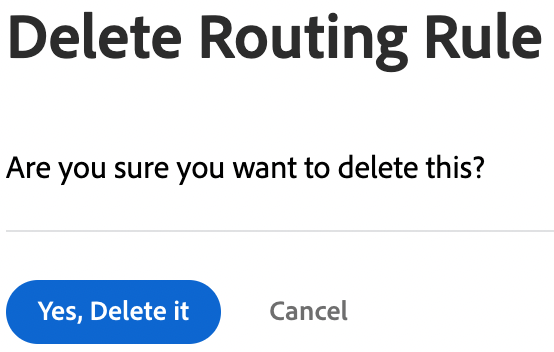 Delete Routing Rule
Are you sure you want to delete this?
Yes, Delete it
Cancel